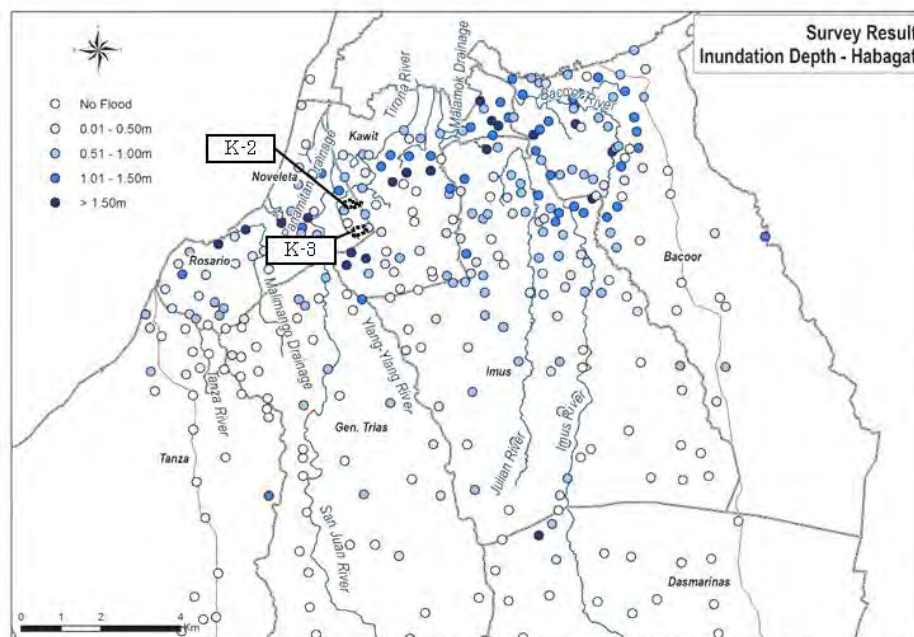 Survey Result
Inundation Depth - Habagat
No Flood
0.01 - 0.50m
0.51 - 1.00m
1.01 - 1.50m
> 1.50m
K-2
K-3
Kawit
Noveleta
Rosario
Bacoor
Imus
Gen. Trias
Tanza
Dasmarinas
Tirona River
Malamok Drainage
Bacoor River
Malimango Drainage
Ylang-Ylang River
Tanza River
San Juan River
Julian River
Imus River
Drainage
0 1 2 4
Km